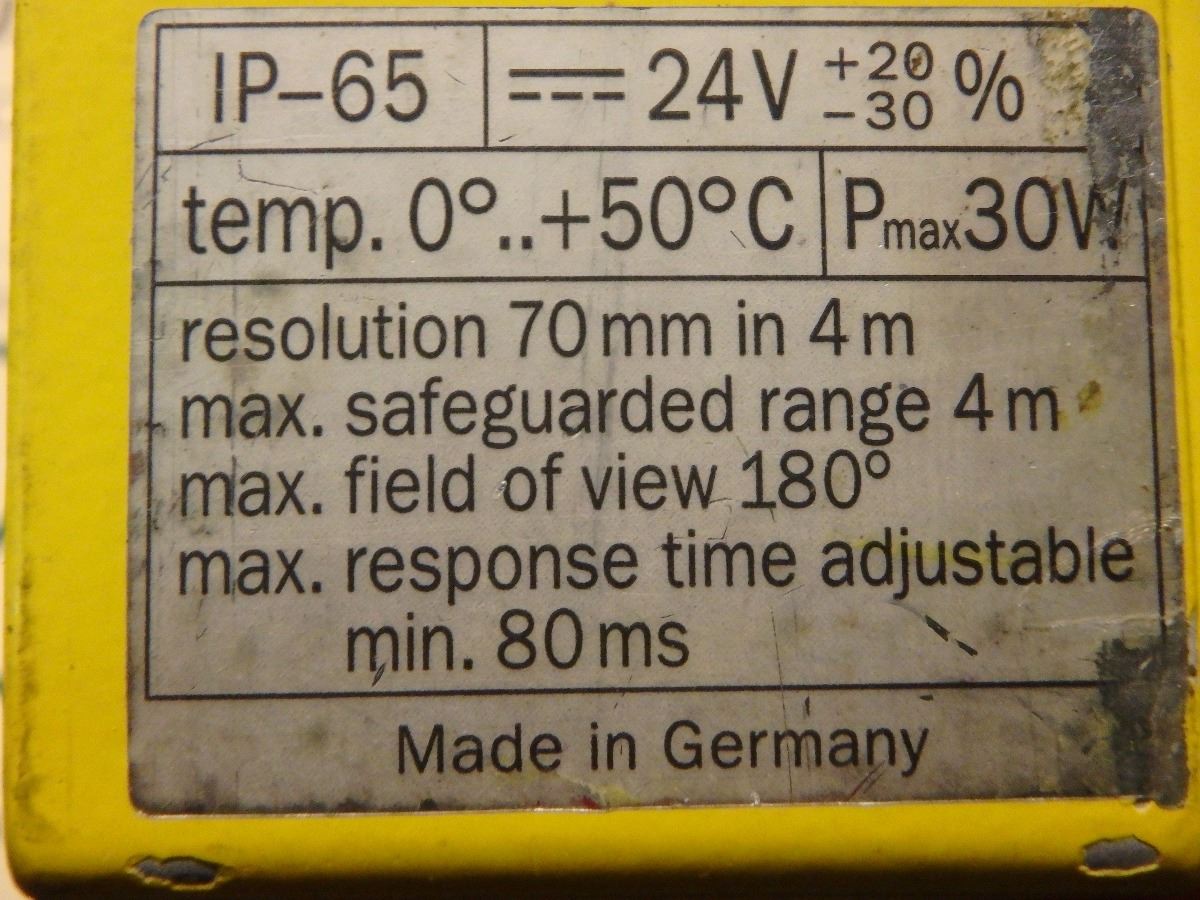 IP-65 ⎓ 24V +20 -30 %
temp. 0°..+50°C Pmax30W
resolution 70mm in 4m
max. safeguarded range 4m
max. field of view 180°
max. response time adjustable
min. 80ms
Made in Germany